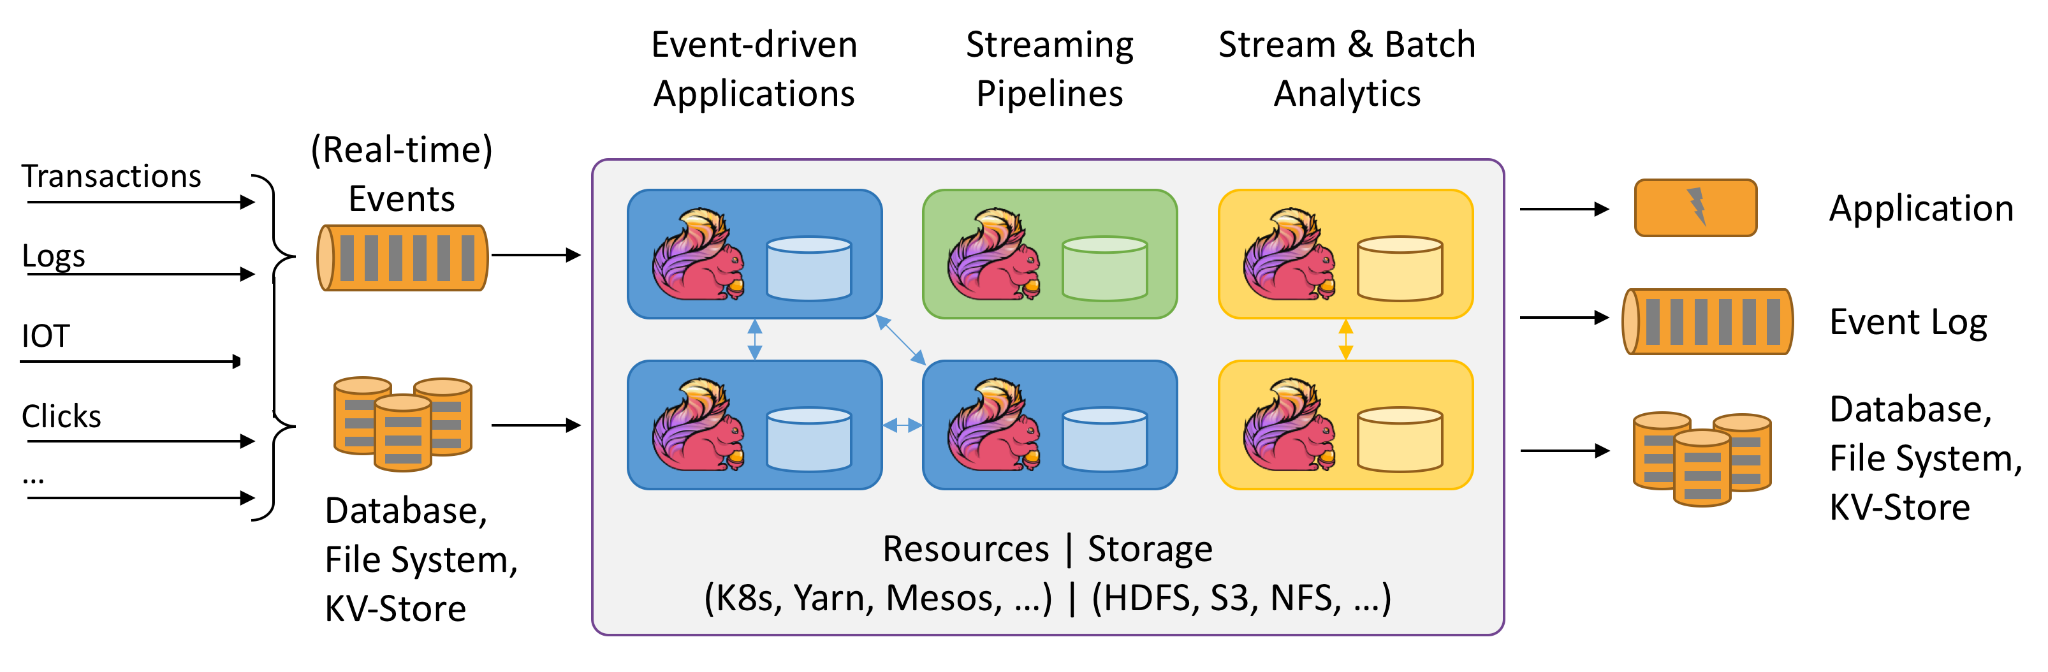 Event-driven
Applications
Streaming
Pipelines
Stream & Batch
Analytics
Transactions
Logs
IOT
Clicks
...
(Real-time)
Events
Database,
File System,
KV-Store
Resources | Storage
(K8s, Yarn, Mesos, ...) | (HDFS, S3, NFS, ...)
Application
Event Log
Database,
File System,
KV-Store